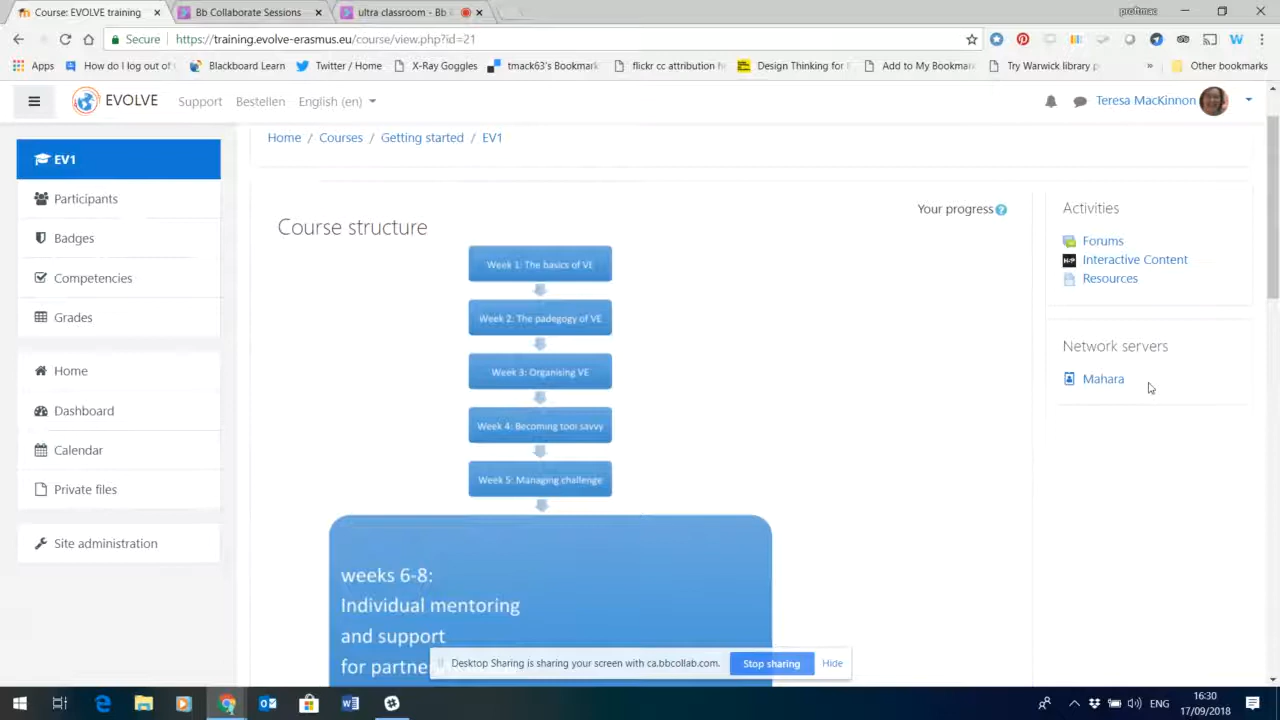 Course: EVOLVE training
Bb Collaborate Sessions
ultra classroom - Bb
proftmac
Secure
https://training.evolve-erasmus.eu/course/view.php?id=21
Apps
How do I log out of
Blackboard Learn
Twitter / Home
X-Ray Goggles
tmack63's Bookmark
flickr cc attribution
Design Thinking for
Add to My Bookmark
Try Warwick library
»
Other bookmarks
EVOLVE
Support
Bestellen
English (en)
Teresa MacKinnon
Home / Courses / Getting started / EV1
EV1
Participants
Badges
Competencies
Grades
Home
Dashboard
Calendar
Private files
Site administration
Your progress
Course structure
Week 1: The basics of VE
Week 2: The padegogy of VE
Week 3: Organising VE
Week 4: Becoming tool savvy
Week 5: Managing challenge
weeks 6-8:
Individual mentoring
and support
for partne
Activities
Forums
H-P
Interactive Content
Resources
Network servers
Mahara
Desktop Sharing is sharing your screen with ca.bbcollab.com.
Stop sharing
Hide
ENG
16:30
17/09/2018